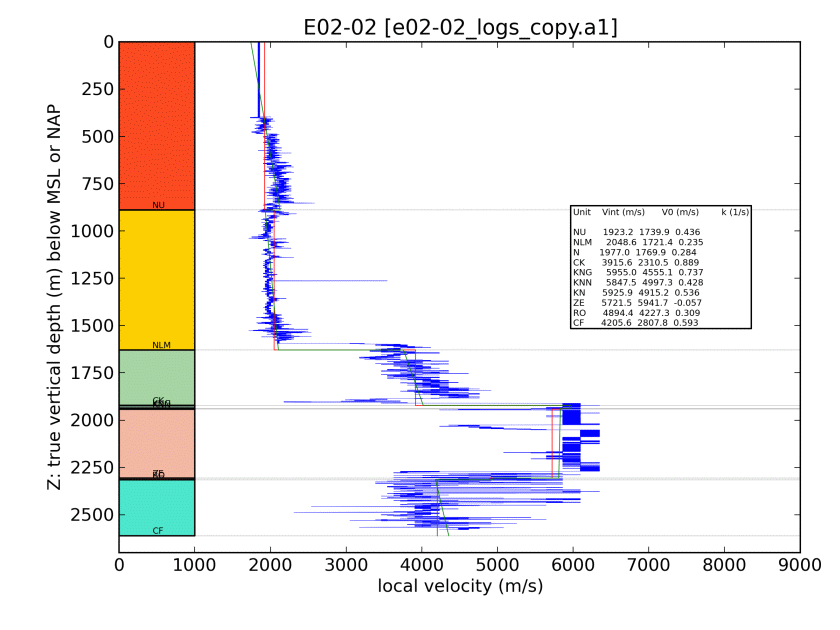 E02-02 [e02-02_logs_copy.a1]
0
250
500
750
1000
1250
1500
1750
2000
2250
2500
Z: true vertical depth (m) below MSL or NAP
NU
NLM
CK
CF
Unit Vint (m/s) V0 (m/s) k (1/s)
NU 1923.2 1739.9 0.436
NLM 2048.6 1721.4 0.235
N 1977.0 1769.9 0.284
CK 3915.6 2310.5 0.889
KNG 5955.0 4555.1 0.737
KNN 5847.5 4997.3 0.428
KN 5925.9 4915.2 0.536
ZE 5721.5 5941.7 -0.057
RO 4894.4 4227.3 0.309
CF 4205.6 2807.8 0.593
0 1000 2000 3000 4000 5000 6000 7000 8000 9000
local velocity (m/s)